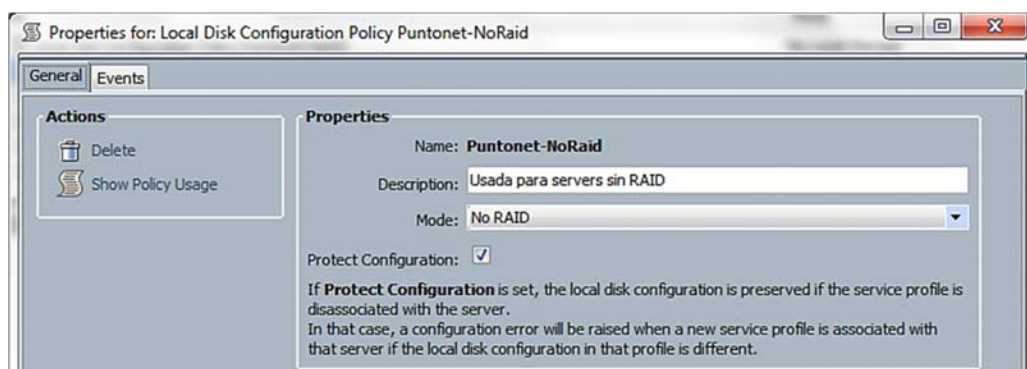 Properties for: Local Disk Configuration Policy Puntonet-NoRaid
General Events
Actions
Delete
Show Policy Usage
Properties
Name: Puntonet-NoRaid
Description: Usada para servers sin RAID
Mode: No RAID
Protect Configuration:
If Protect Configuration is set, the local disk configuration is preserved if the service profile is
disassociated with the server.
In that case, a configuration error will be raised when a new service profile is associated with
that server if the local disk configuration in that profile is different.